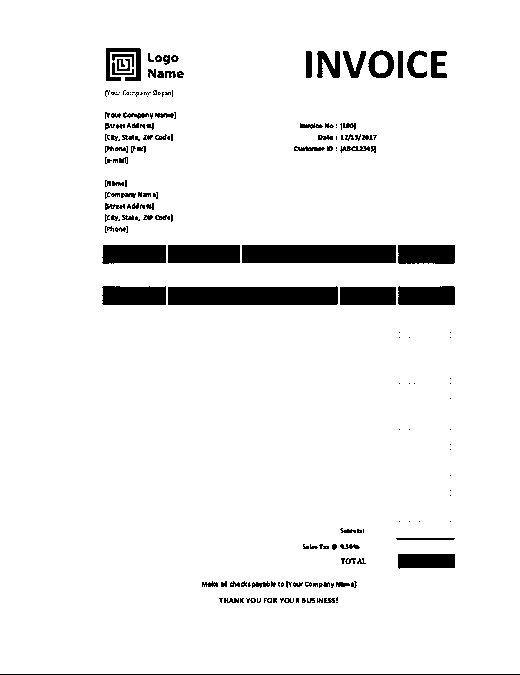 Logo
Name
INVOICE
[Your Company Slogan]
[Your Company Name]
[Street Address]
Invoice No : [100]
[City, State, ZIP Code]
Date : 12/15/2017
[Phone] [Fax]
Customer ID : [ABC12345]
[e-mail]
[Name]
[Company Name]
[Street Address]
[City, State, ZIP Code]
[Phone]
Subtotal
Sales Tax @ 9.50%
TOTAL
Make all checks payable to [Your Company Name]
THANK YOU FOR YOUR BUSINESS!